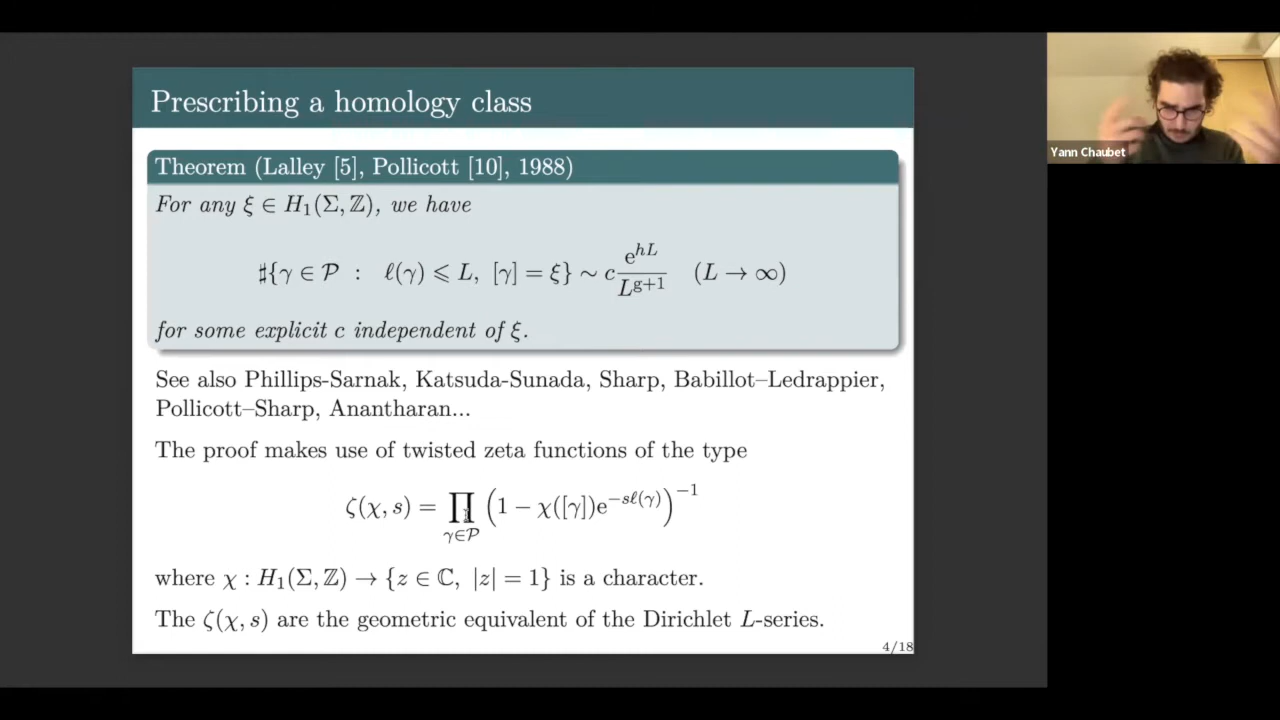 Prescribing a homology class
Theorem (Lalley [5], Pollicott [10], 1988)
For any ξ ∈ H₁(Σ, ℤ), we have
♯{γ ∈ 𝒫 : ℓ(γ) ⩽ L, [γ] = ξ} ∼ c e^{hL} / L^{g+1} (L → ∞)
for some explicit c independent of ξ.
See also Phillips-Sarnak, Katsuda-Sunada, Sharp, Babillot–Ledrappier,
Pollicott–Sharp, Anantharan...
The proof makes use of twisted zeta functions of the type
ζ(χ, s) = ∏_{γ∈𝒫} (1 − χ([γ])e^{−sℓ(γ)})^{−1}
where χ : H₁(Σ, ℤ) → {z ∈ ℂ, |z| = 1} is a character.
The ζ(χ, s) are the geometric equivalent of the Dirichlet L-series.
4/18
Yann Chaubet